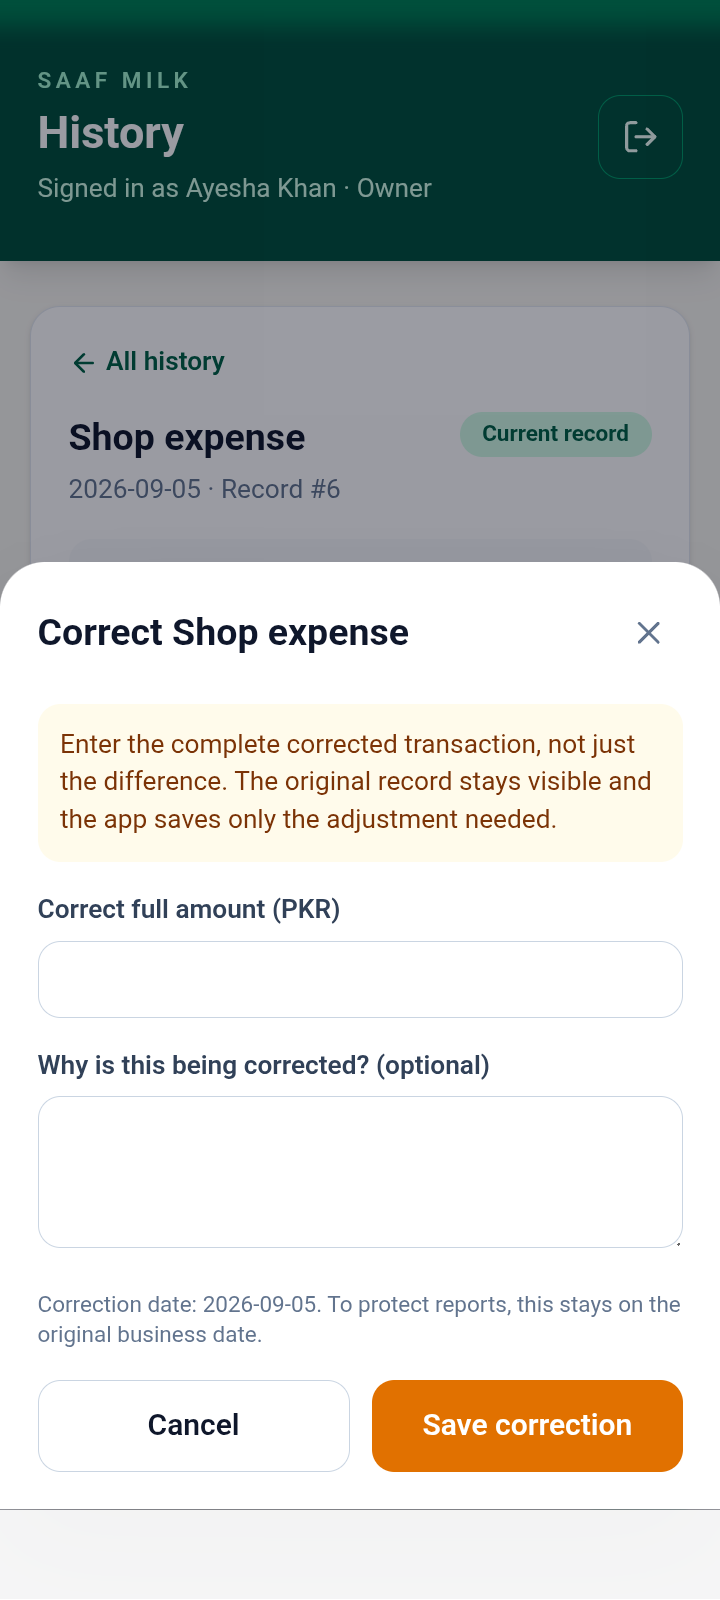 SAAF MILK
History
Signed in as Ayesha Khan · Owner
All history
Shop expense
Current record
2026-09-05 · Record #6
Correct Shop expense
Enter the complete corrected transaction, not just
the difference. The original record stays visible and
the app saves only the adjustment needed.
Correct full amount (PKR)
Why is this being corrected? (optional)
Correction date: 2026-09-05. To protect reports, this stays on the
original business date.
Cancel
Save correction